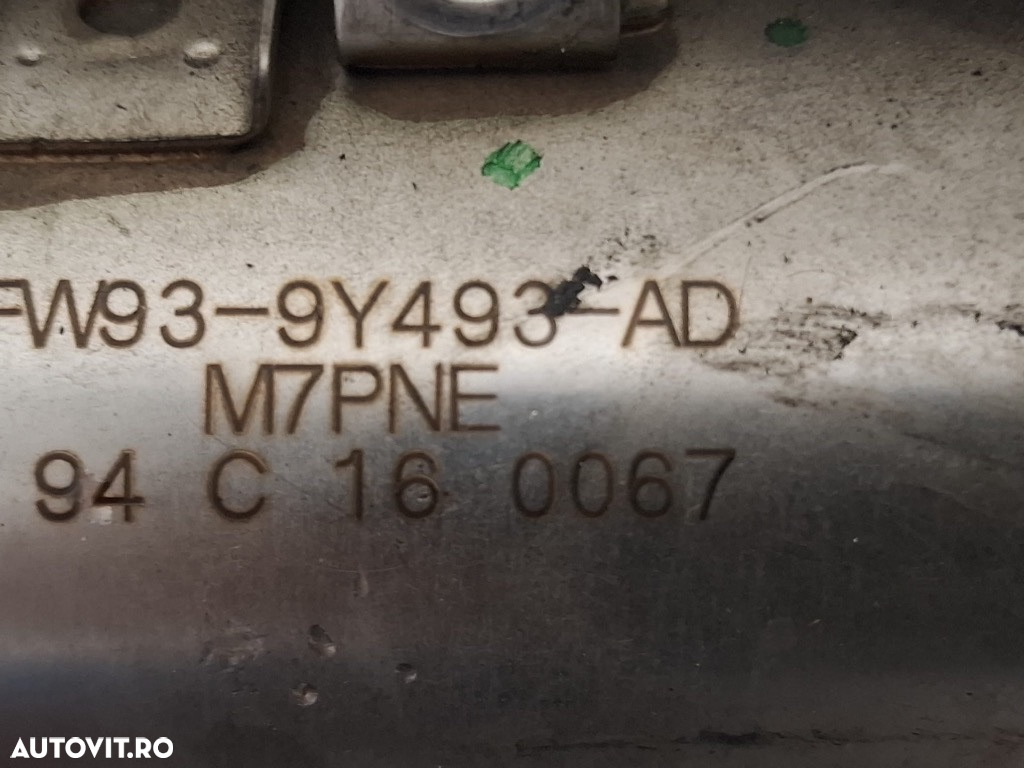 FW93-9Y493-AD
M7PNE
94 C 16 0067
AUTOVIT.RO